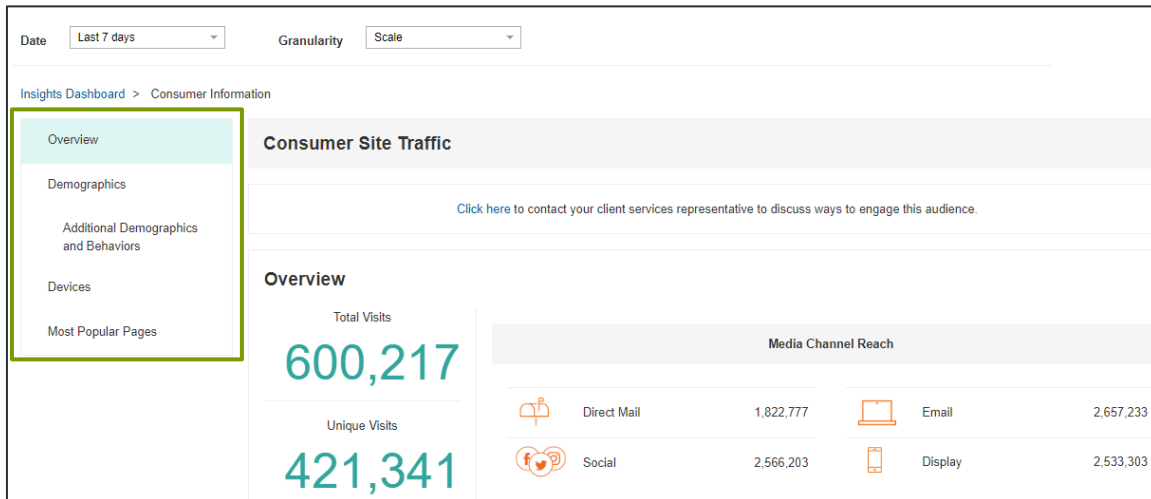 Date Last 7 days Granularity Scale
Insights Dashboard > Consumer Information
Overview
Demographics
Additional Demographics
and Behaviors
Devices
Most Popular Pages
Consumer Site Traffic
Click here to contact your client services representative to discuss ways to engage this audience.
Overview
Total Visits
600,217
Unique Visits
421,341
Media Channel Reach
Direct Mail 1,822,777 Email 2,657,233
Social 2,566,203 Display 2,533,303